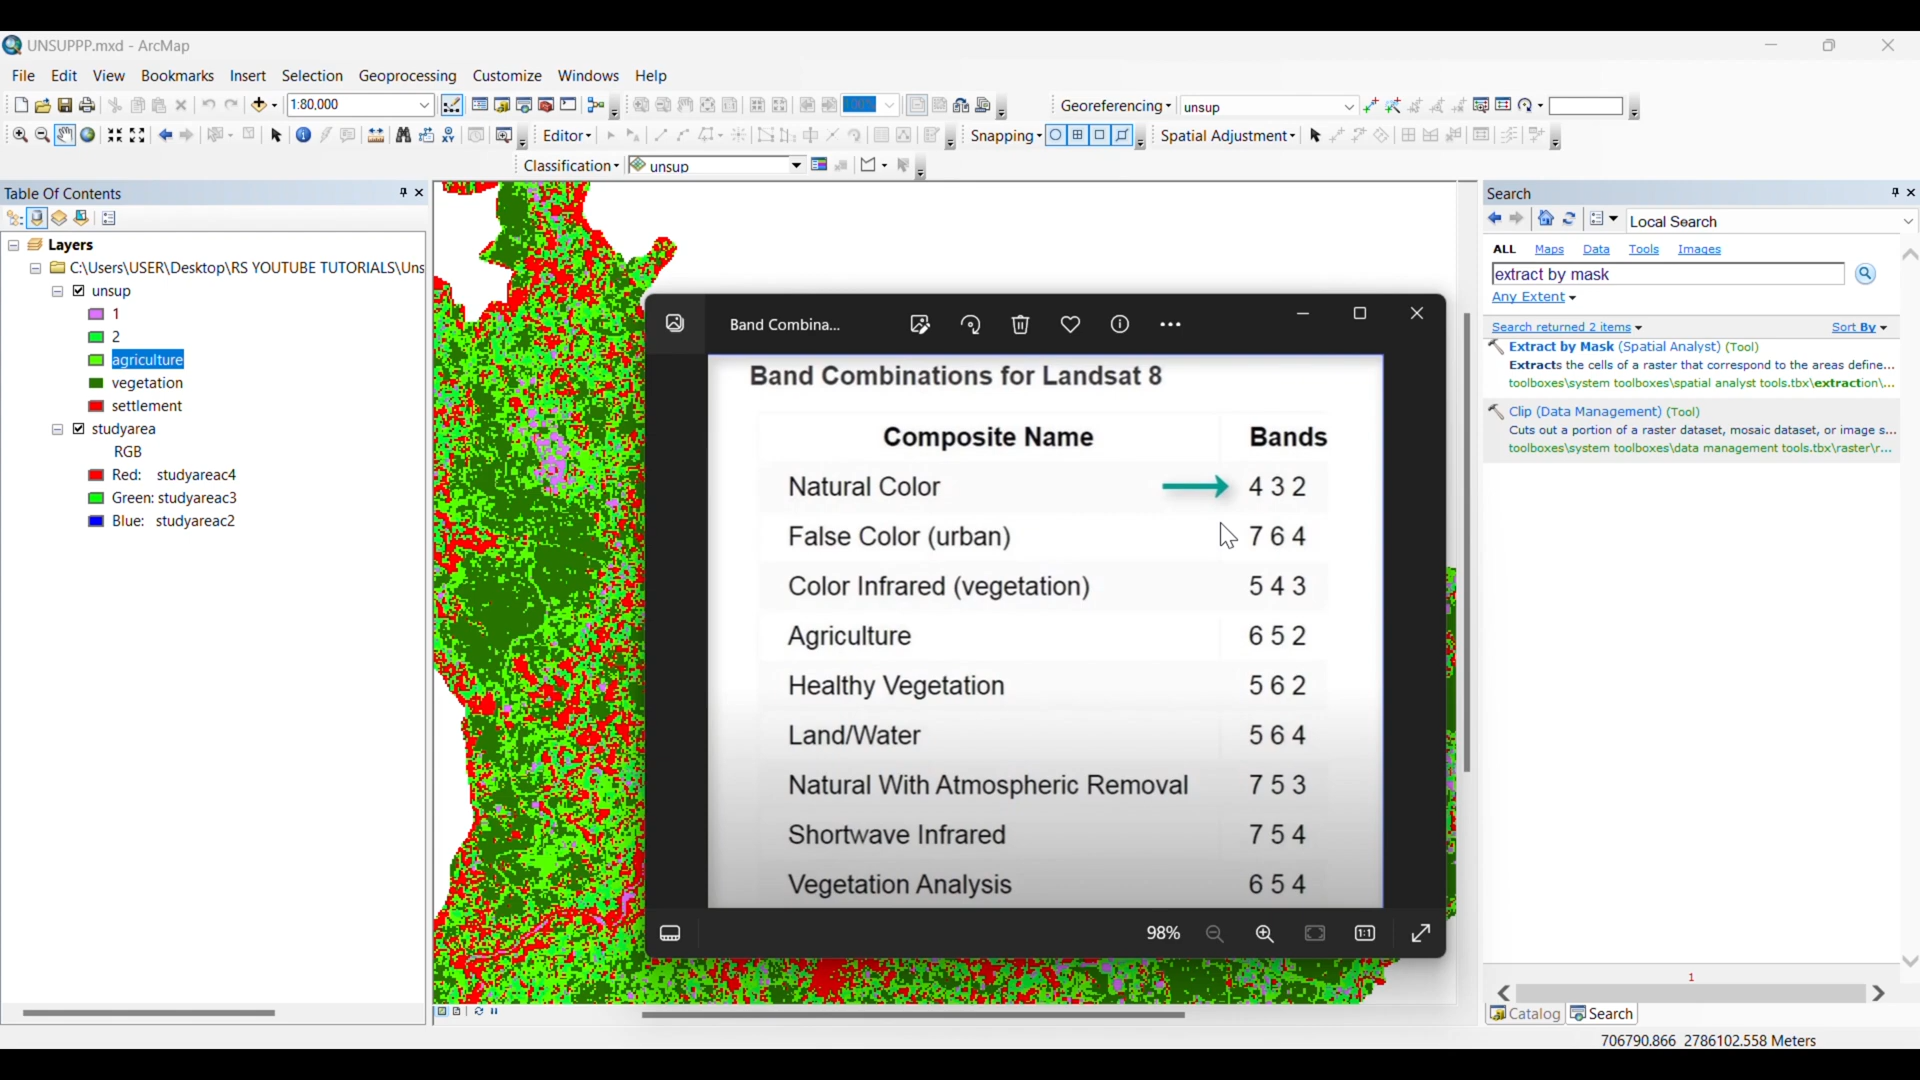 UNSUPPP.mxd - ArcMap
File Edit View Bookmarks Insert Selection Geoprocessing Customize Windows Help
1:80,000 100% Georeferencing unsup
Editor Snapping Spatial Adjustment
Classification unsup
Table Of Contents
Layers
C:\Users\USER\Desktop\RS YOUTUBE TUTORIALS\Uns
unsup
1
2
agriculture
vegetation
settlement
studyarea
RGB
Red: studyareac4
Green: studyareac3
Blue: studyareac2
Band Combina...
Band Combinations for Landsat 8
Composite Name Bands
Natural Color 4 3 2
False Color (urban) 7 6 4
Color Infrared (vegetation) 5 4 3
Agriculture 6 5 2
Healthy Vegetation 5 6 2
Land/Water 5 6 4
Natural With Atmospheric Removal 7 5 3
Shortwave Infrared 7 5 4
Vegetation Analysis 6 5 4
98% 1:1
Search
Local Search
ALL Maps Data Tools Images
extract by mask
Any Extent
Search returned 2 items Sort By
Extract by Mask (Spatial Analyst) (Tool)
Extracts the cells of a raster that correspond to the areas define...
toolboxes\system toolboxes\spatial analyst tools.tbx\extraction\...
Clip (Data Management) (Tool)
Cuts out a portion of a raster dataset, mosaic dataset, or image s...
toolboxes\system toolboxes\data management tools.tbx\raster\r...
1
Catalog Search
706790.866 2786102.558 Meters